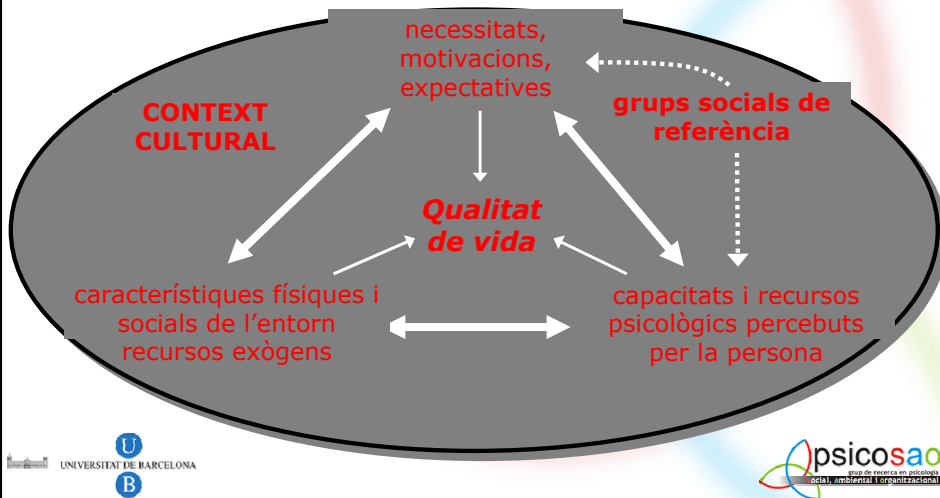 necessitats,
motivacions,
expectatives
CONTEXT
CULTURAL
grups socials de
referència
Qualitat
de vida
característiques físiques i
socials de l'entorn
recursos exògens
capacitats i recursos
psicològics percebuts
per la persona
U
UNIVERSITAT DE BARCELONA
B
psicosao
grup de recerca en psicologia
social, ambiental i organitzacional